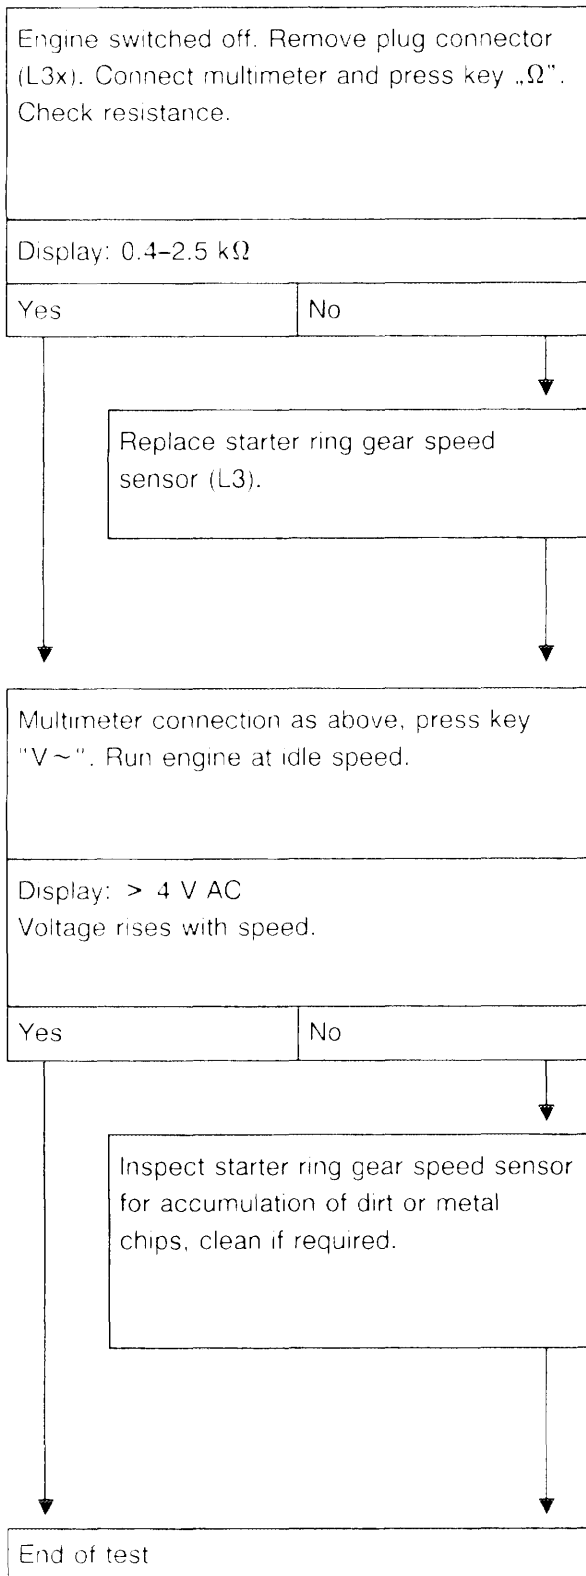 Engine switched off. Remove plug connector
(L3x). Connect multimeter and press key „Ω”.
Check resistance.
Display: 0.4–2.5 kΩ
Yes
No
Replace starter ring gear speed
sensor (L3).
Multimeter connection as above, press key
"V~". Run engine at idle speed.
Display: > 4 V AC
Voltage rises with speed.
Yes
No
Inspect starter ring gear speed sensor
for accumulation of dirt or metal
chips, clean if required.
End of test